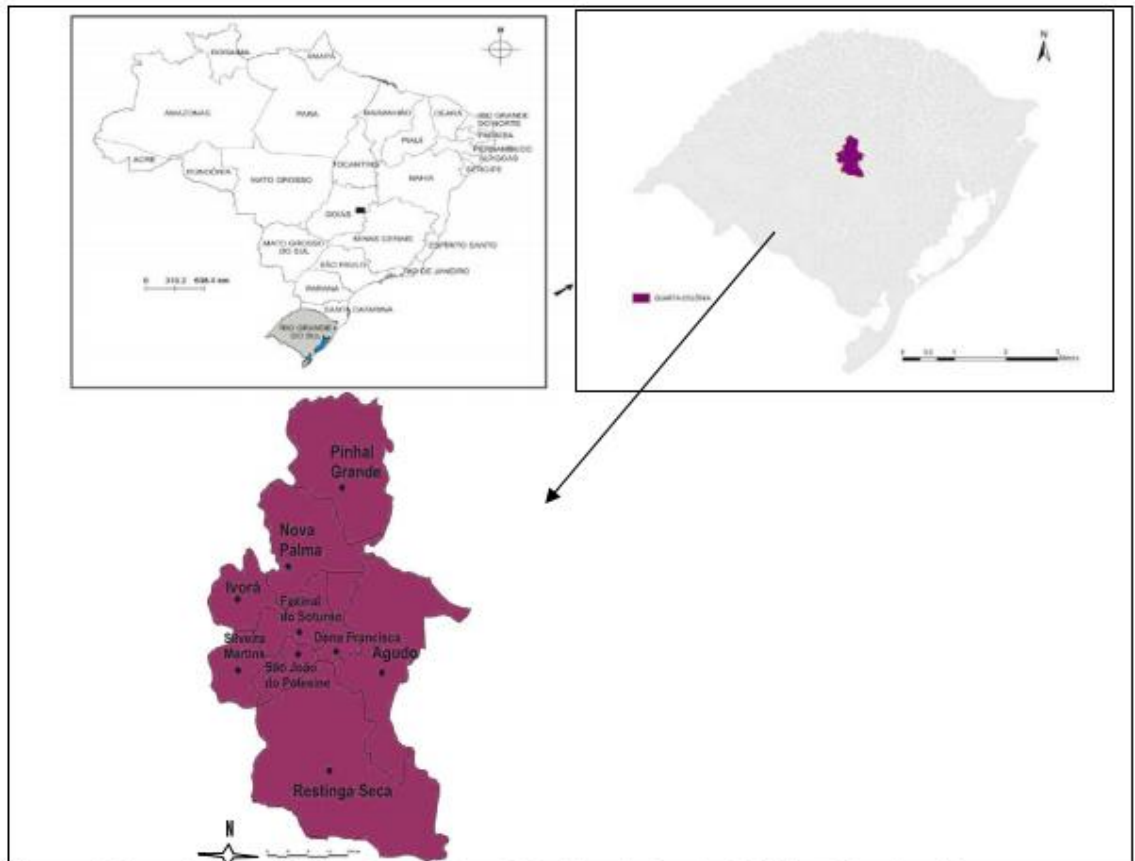 N
RORAIMA
AMAPÁ
AMAZONAS
PARÁ
MARANHÃO
CEARÁ
RIO GRANDE
DO NORTE
PARAÍBA
PIAUÍ
PERNAMBUCO
ALAGOAS
SERGIPE
ACRE
RONDÔNIA
TOCANTINS
BAHIA
MATO GROSSO
GOIÁS
MINAS GERAIS
ESPÍRITO SANTO
MATO GROSSO
DO SUL
SÃO PAULO
RIO DE JANEIRO
PARANÁ
SANTA CATARINA
RIO GRANDE
DO SUL
N
QUARTA COLÔNIA
Pinhal
Grande
Nova
Palma
Ivorá
Faxinal
do Soturno
Silveira
Martins
Dona Francisca
Agudo
São João
do Polêsine
Restinga Seca
N